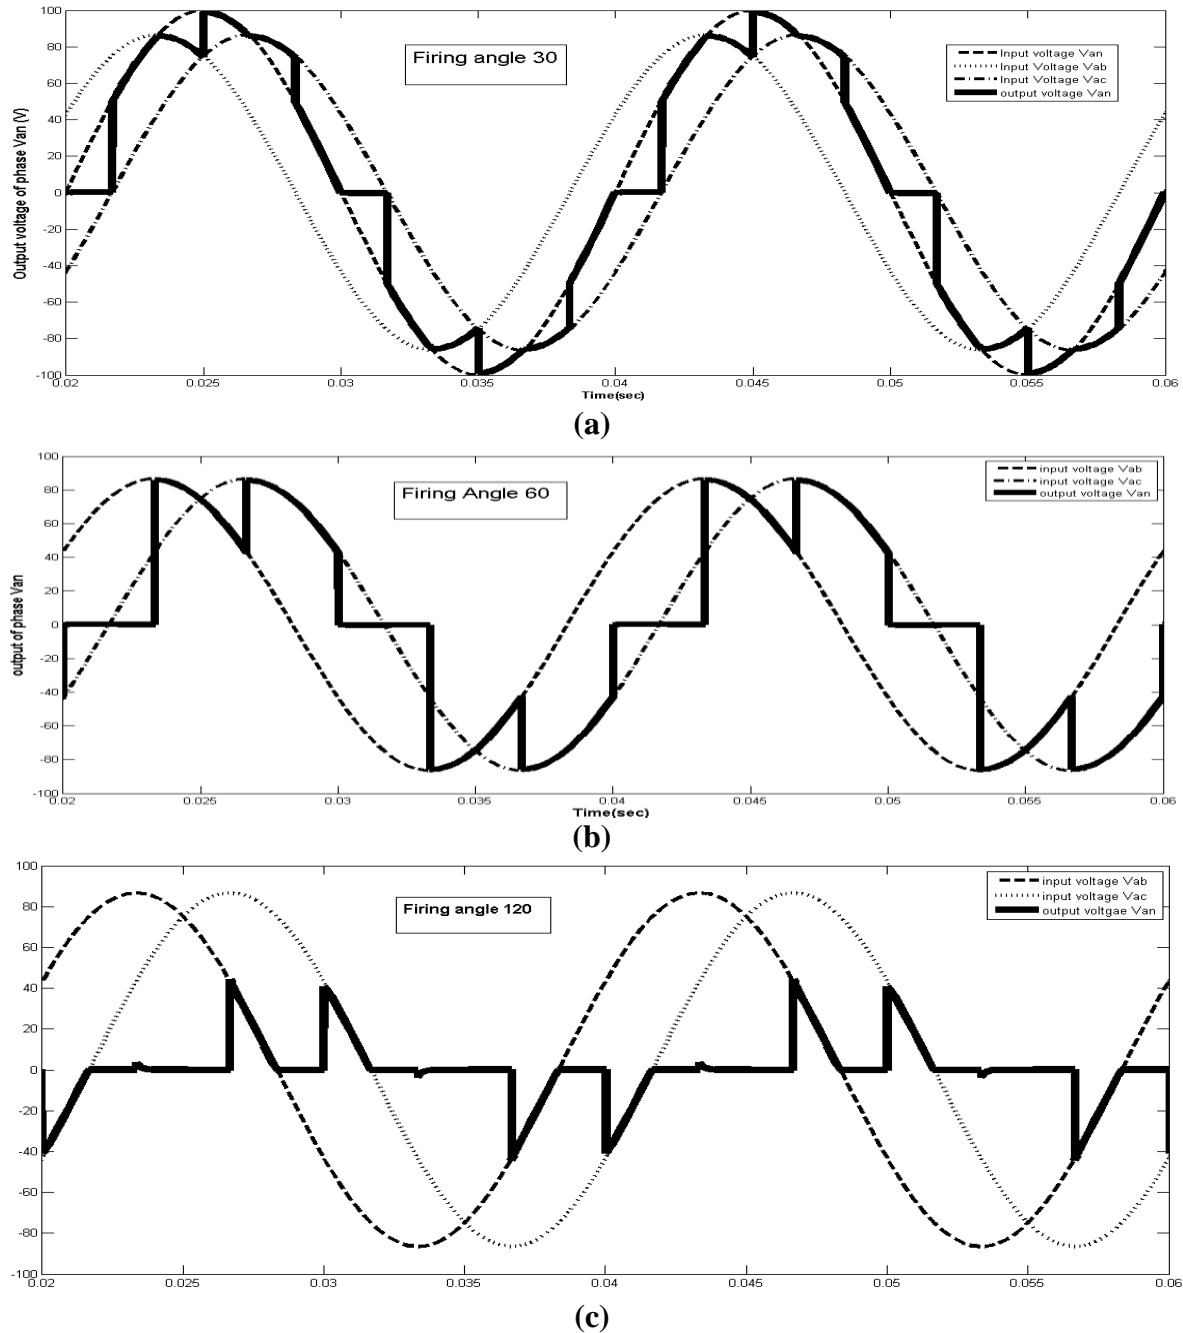 100
80
60
40
20
0
-20
-40
-60
-80
-100
Output voltage of phase Van (V)
Firing angle 30
Input voltage Van
Input Voltage Vab
Input Voltage Vac
output voltage Van
0.02 0.025 0.03 0.035 0.04 0.045 0.05 0.055 0.06
Time(sec)
(a)
100
80
60
40
20
0
-20
-40
-60
-80
-100
output of phase Van
Firing Angle 60
input voltage Vab
input voltage Vac
output voltage Van
0.02 0.025 0.03 0.035 0.04 0.045 0.05 0.055 0.06
Time(sec)
(b)
100
80
60
40
20
0
-20
-40
-60
-80
-100
Firing angle 120
input voltage Vab
input voltage Vac
output voltgae Van
0.02 0.025 0.03 0.035 0.04 0.045 0.05 0.055 0.06
(c)